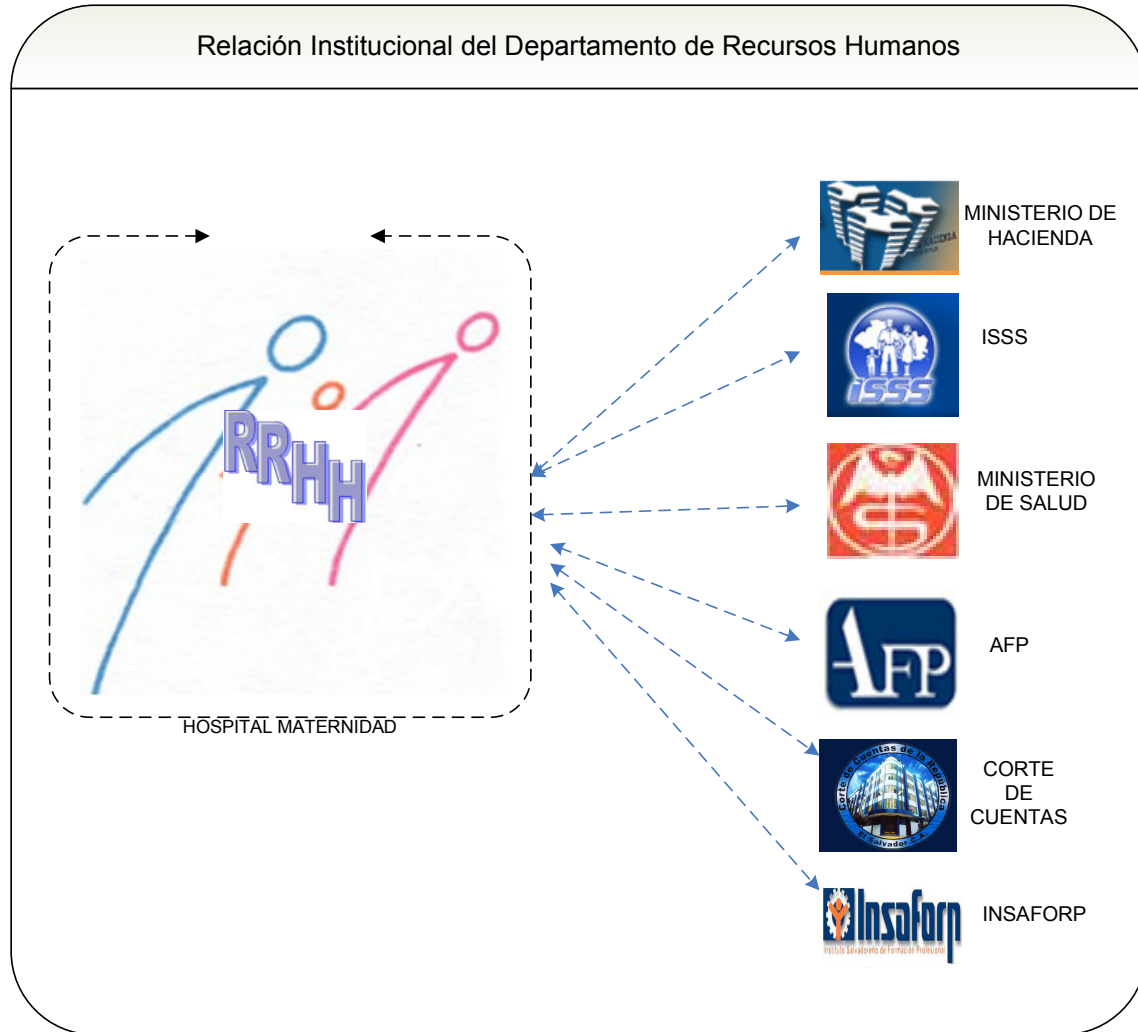 Relación Institucional del Departamento de Recursos Humanos
MINISTERIO DE
HACIENDA
HACIENDA
ISSS
iSSS
RRHH
MINISTERIO
DE SALUD
AFP
AFP
HOSPITAL MATERNIDAD
Corte de Cuentas de la República
El Salvador C.A.
CORTE
DE
CUENTAS
Insaforp
Instituto Salvadoreño de Formación Profesional
INSAFORP